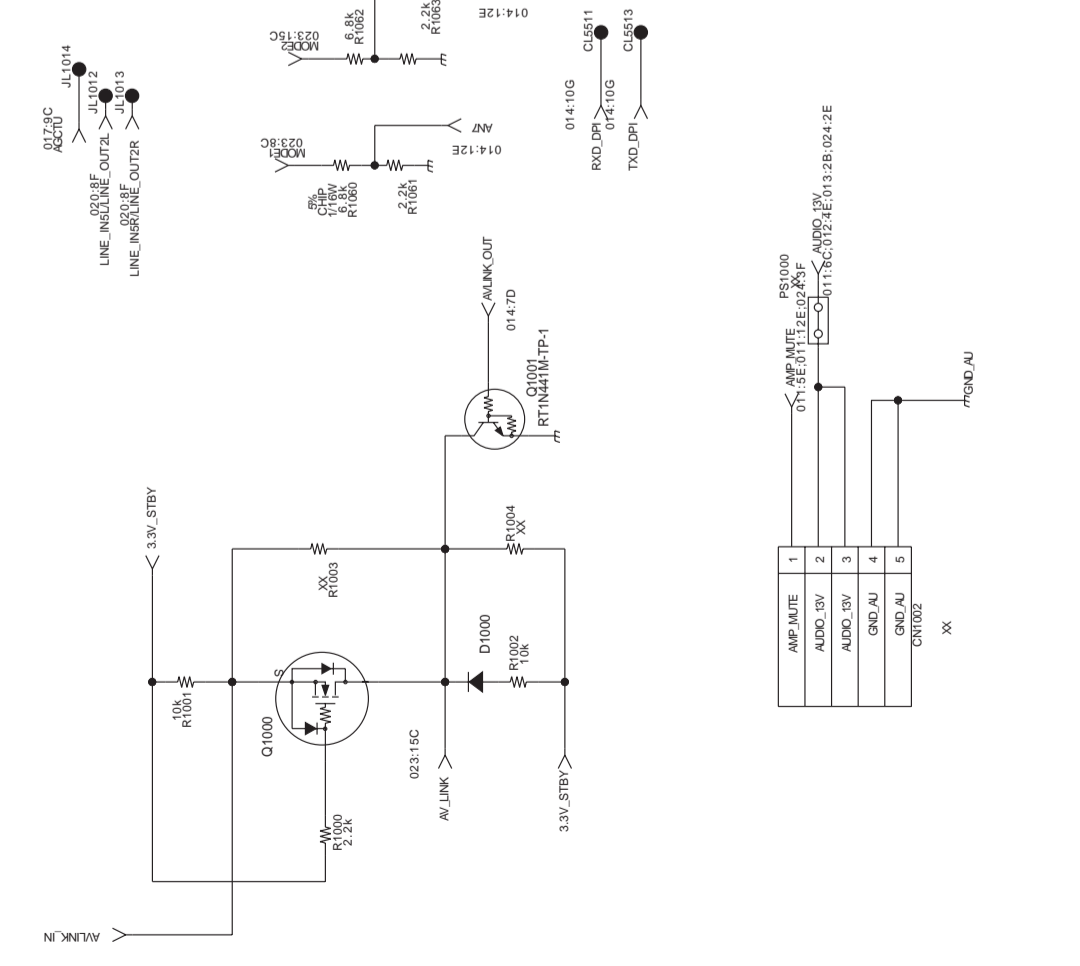 6.8k
R1062
2.2k
R1063
014:12E
023:15C
MODE2
CL5511
CL5513
JL1014
JL1012
JL1013
017:9C
AGCTU
020:8F
LINE_IN5L/LINE_OUT2L
020:8F
LINE_IN5R/LINE_OUT2R
023:8C
MODE1
AN7
014:12E
5%
CHIP
1/16W
6.8k
R1060
2.2k
R1061
014:10G
014:10G
RXD_DPI
TXD_DPI
AVLINK_OUT
014:7D
Q1001
RT1N441M-TP-1
3.3V_STBY
XX
R1003
R1004
XX
10k
R1001
S
Q1000
D1000
R1002
10k
R1000
2.2k
023:15C
AV_LINK
3.3V_STBY
AVLINK_IN
PS1000
XX
AUDIO_13V
011:6C;012:4E;013:2B;024:2E
AMP_MUTE
011:5E;011:12E;024:3F
GND_AU
1
2
3
4
5
AMP_MUTE
AUDIO_13V
AUDIO_13V
GND_AU
GND_AU
CN1002
XX